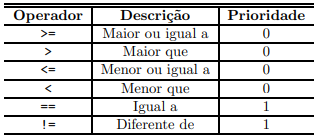 Operador Descrição Prioridade
>= Maior ou igual a 0
> Maior que 0
<= Menor ou igual a 0
< Menor que 0
== Igual a 1
!= Diferente de 1